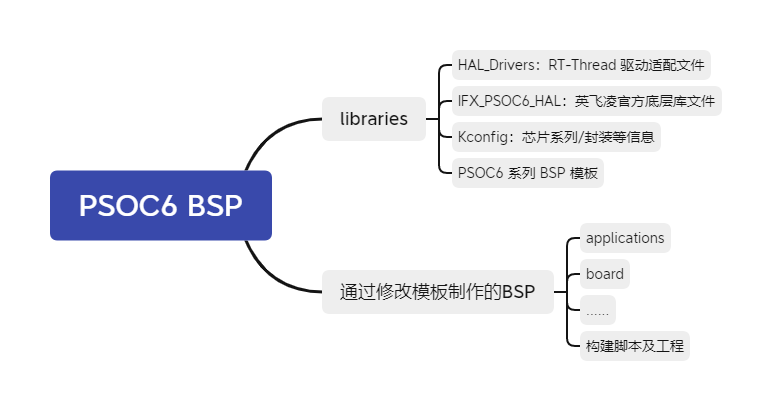 PSOC6 BSP
libraries
HAL_Drivers：RT-Thread 驱动适配文件
IFX_PSOC6_HAL：英飞凌官方底层库文件
Kconfig：芯片系列/封装等信息
PSOC6 系列 BSP 模板
通过修改模板制作的BSP
applications
board
......
构建脚本及工程